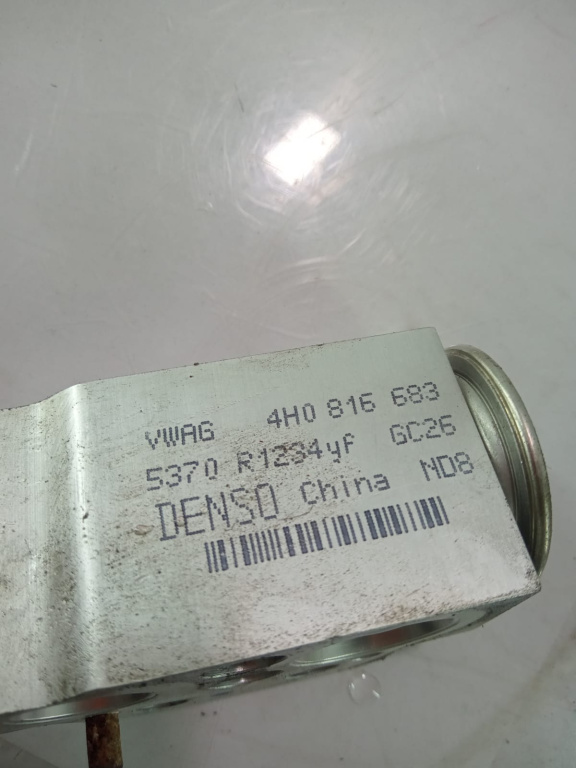 VWAG 4H0 816 683
5370 R1234yf GC26
DENSO China ND8